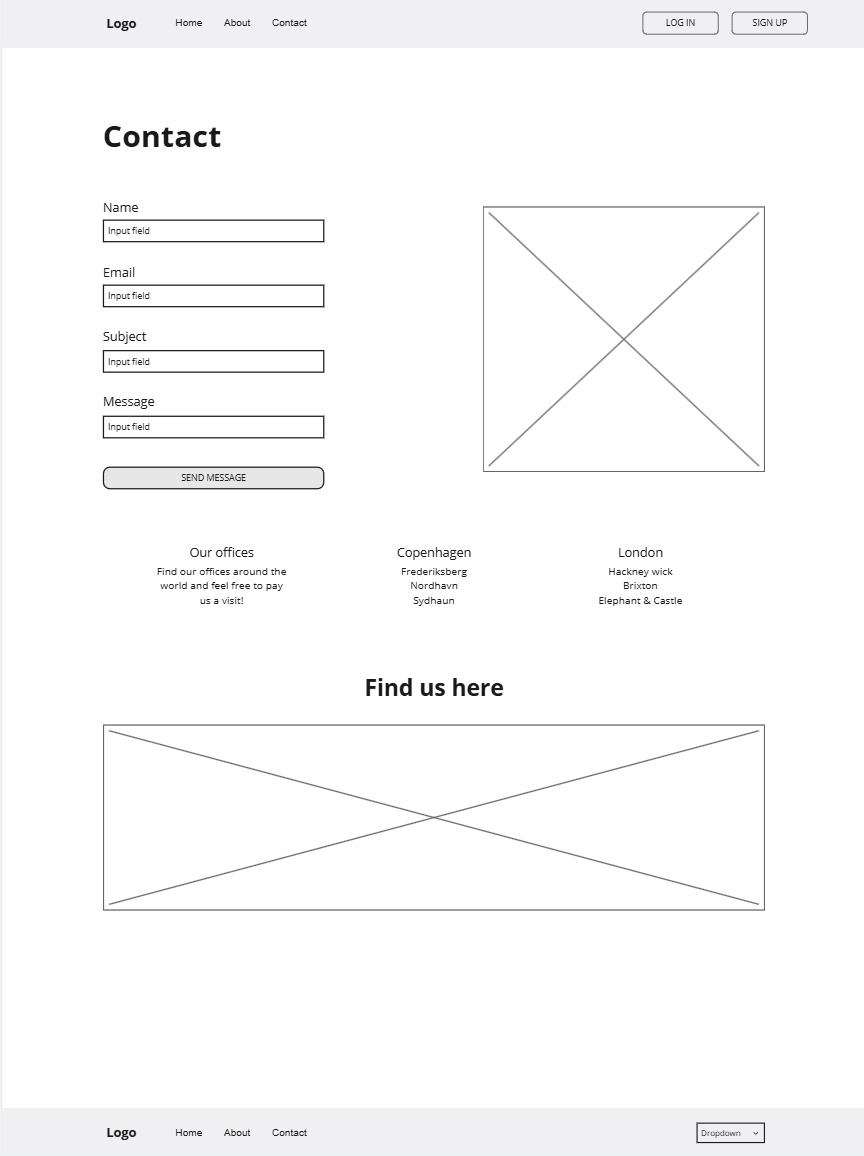 Logo Home About Contact LOG IN SIGN UP
Contact
Name
Input field
Email
Input field
Subject
Input field
Message
Input field
SEND MESSAGE
Our offices
Find our offices around the
world and feel free to pay
us a visit!
Copenhagen
Frederiksberg
Nordhavn
Sydhaun
London
Hackney wick
Brixton
Elephant & Castle
Find us here
Logo Home About Contact Dropdown